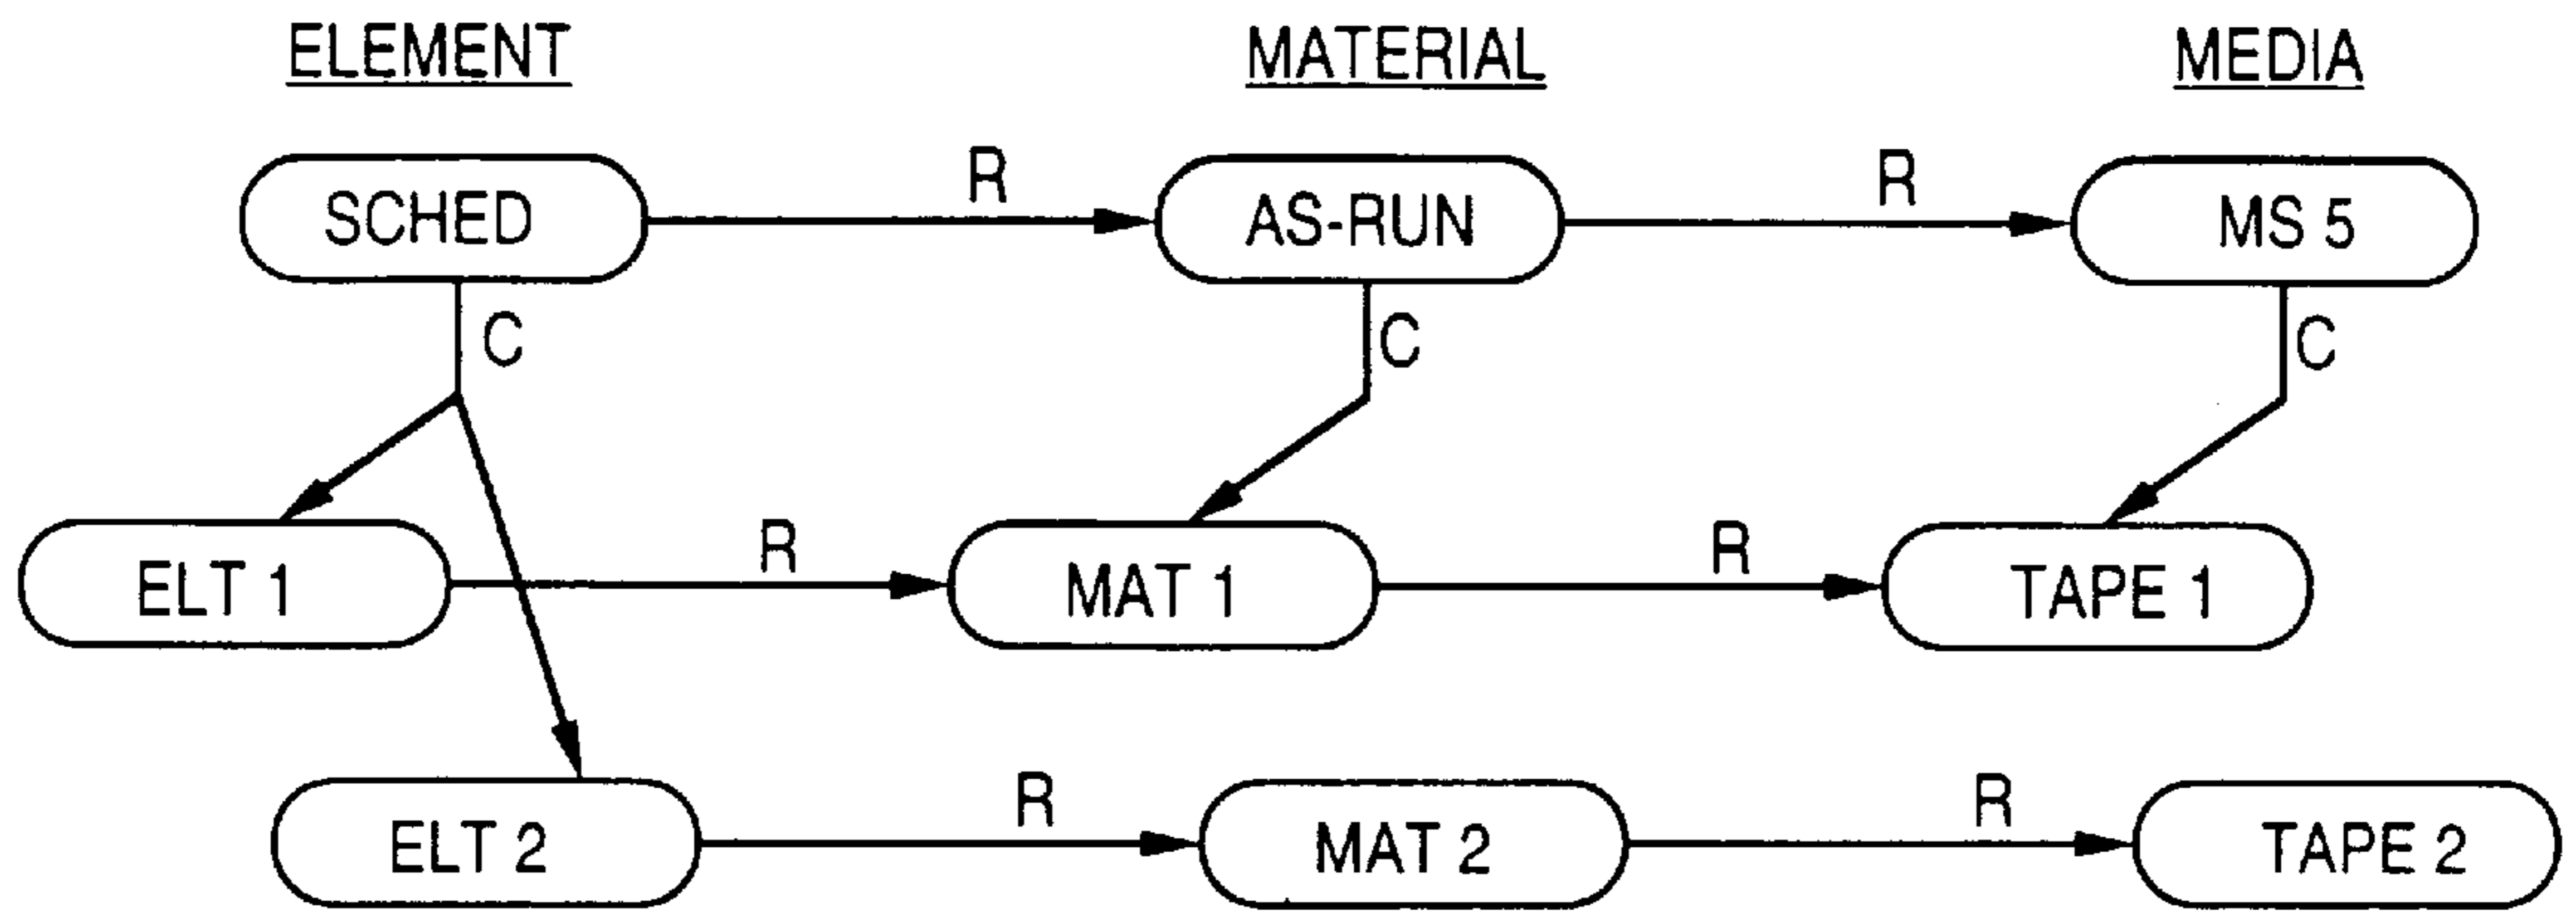 ELEMENT MATERIAL MEDIA
R R
SCHED AS-RUN MS 5
C C C
R R
ELT 1 MAT 1 TAPE 1
R R
ELT 2 MAT 2 TAPE 2